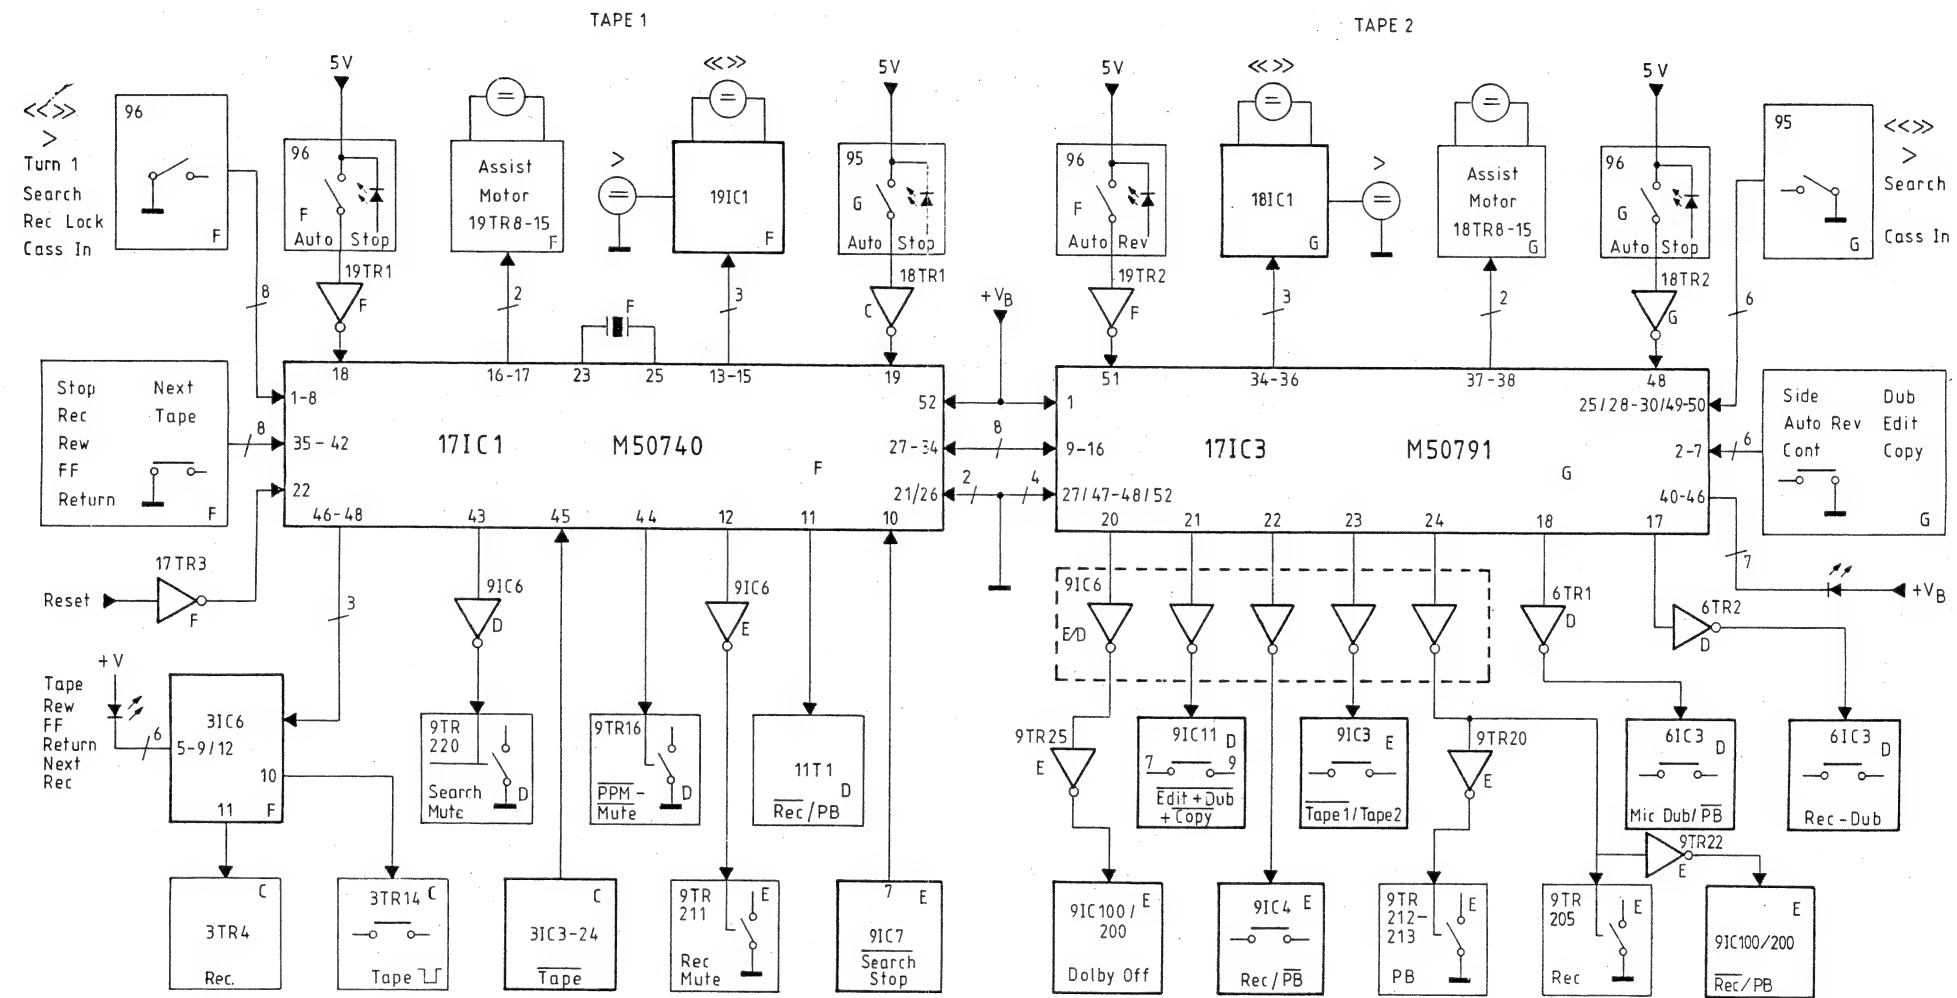 TAPE 1
TAPE 2
5V
<<>>
5V
5V
<<>>
5V
<<>>
>
Turn 1
Search
Rec Lock
Cass In
96
F
96
F
Auto Stop
Assist
Motor
19TR8-15
F
>
19IC1
F
95
G
Auto Stop
96
F
Auto Rev
18IC1
G
>
Assist
Motor
18TR8-15
G
96
G
Auto Stop
95
G
<<>>
>
Search
Cass In
8
19TR1
F
2
F
3
18TR1
C
+VB
19TR2
F
3
2
18TR2
G
6
Stop
Rec
Rew
FF
Return
Next
Tape
F
8
18
16-17
23
25
13-15
19
1-8
35-42
22
17IC1
M50740
F
52
27-34
21/26
46-48
43
45
44
12
11
10
8
2
4
51
34-36
37-38
48
1
9-16
27/47-48/52
17IC3
M50791
G
25/28-30/49-50
2-7
40-46
20
21
22
23
24
18
17
6
7
Side
Auto Rev
Cont
Dub
Edit
Copy
G
+VB
17TR3
Reset
F
3
9IC6
D
9IC6
E
9IC6
E/D
6TR1
D
6TR2
D
+V
Tape
Rew
FF
Return
Next
Rec
6
3IC6
5-9/12
10
11
F
9TR
220
Search
Mute
D
9TR16
PPM-
Mute
D
11T1
D
Rec/PB
9TR25
E
9IC11
D
7
9
Edit+Dub
+Copy
9IC3
E
Tape1/Tape2
9TR20
E
6IC3
D
Mic Dub/PB
6IC3
D
Rec-Dub
9TR22
E
C
3TR4
Rec.
3TR14
C
Tape
C
3IC3-24
Tape
9TR
211
E
Rec
Mute
7
E
9IC7
Search
Stop
9IC100/
200
E
Dolby Off
9IC4
E
Rec/PB
9TR
212-
213
E
PB
9TR
205
E
Rec
E
9IC100/200
Rec/PB